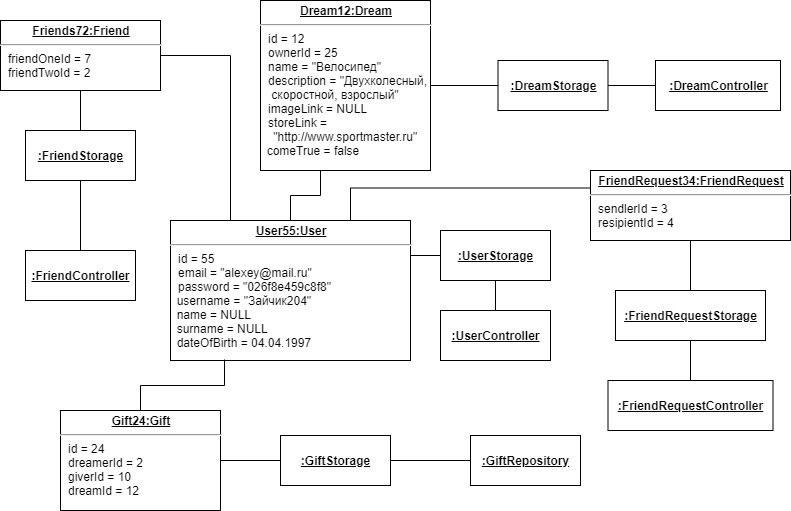 Dream12:Dream
id = 12
ownerId = 25
name = "Велосипед"
description = "Двухколесный,
скоростной, взрослый"
imageLink = NULL
storeLink =
"http://www.sportmaster.ru"
comeTrue = false
Friends72:Friend
friendOneId = 7
friendTwoId = 2
:DreamStorage
:DreamController
:FriendStorage
:FriendController
FriendRequest34:FriendRequest
sendlerId = 3
resipientId = 4
User55:User
id = 55
email = "alexey@mail.ru"
password = "026f8e459c8f8"
username = "Зайчик204"
name = NULL
surname = NULL
dateOfBirth = 04.04.1997
:UserStorage
:UserController
:FriendRequestStorage
:FriendRequestController
Gift24:Gift
id = 24
dreamerId = 2
giverId = 10
dreamId = 12
:GiftStorage
:GiftRepository